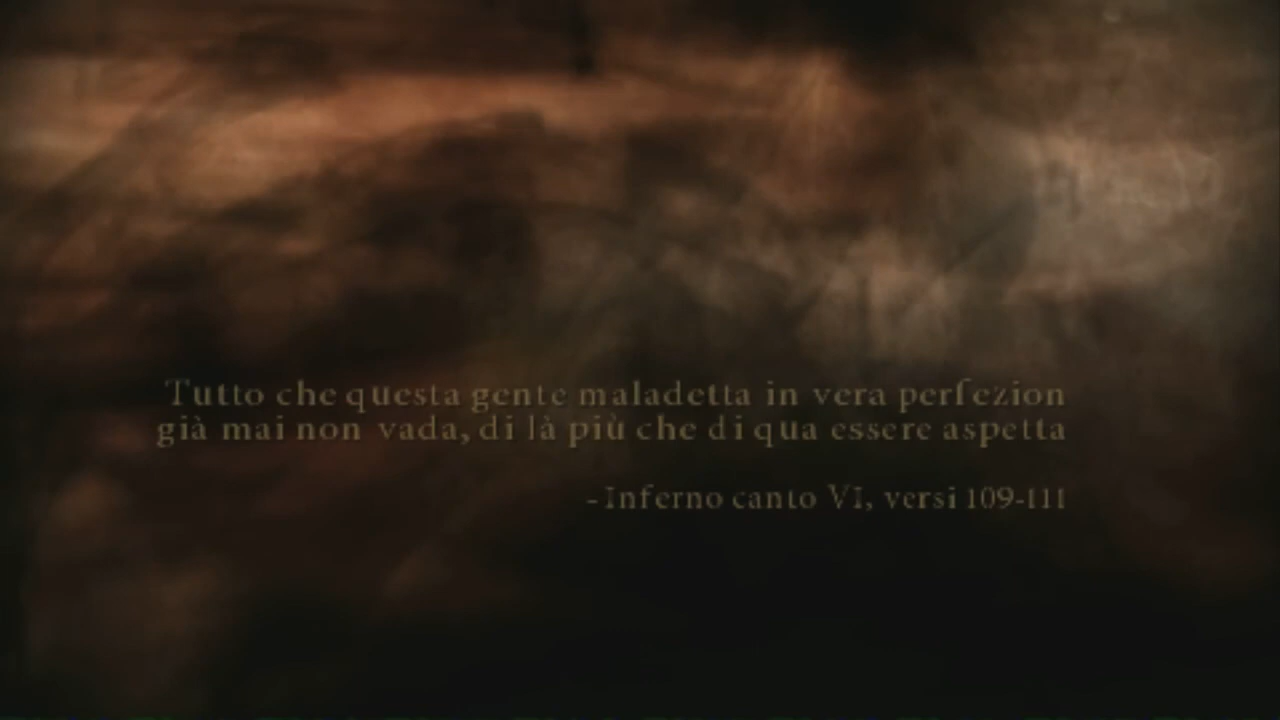 Tutto che questa gente maladetta in vera perfezion
già mai non vada, di là più che di qua essere aspetta
-Inferno canto VI, versi 109-111